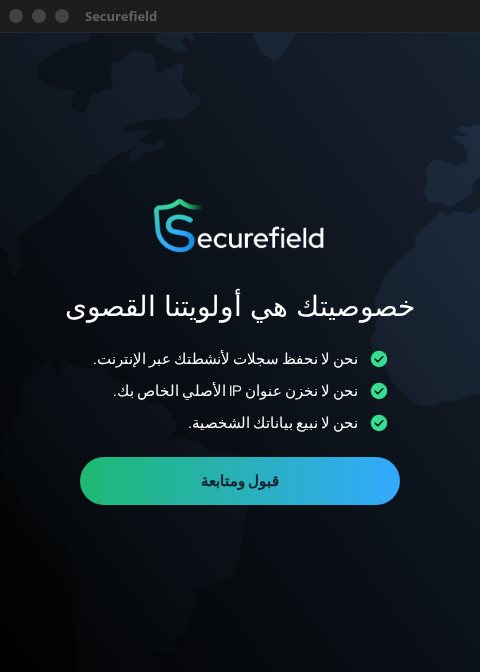 Securefield
Securefield
خصوصيتك هي أولويتنا القصوى
نحن لا نحفظ سجلات لأنشطتك عبر الإنترنت.
نحن لا نخزن عنوان IP الأصلي الخاص بك.
نحن لا نبيع بياناتك الشخصية.
قبول ومتابعة